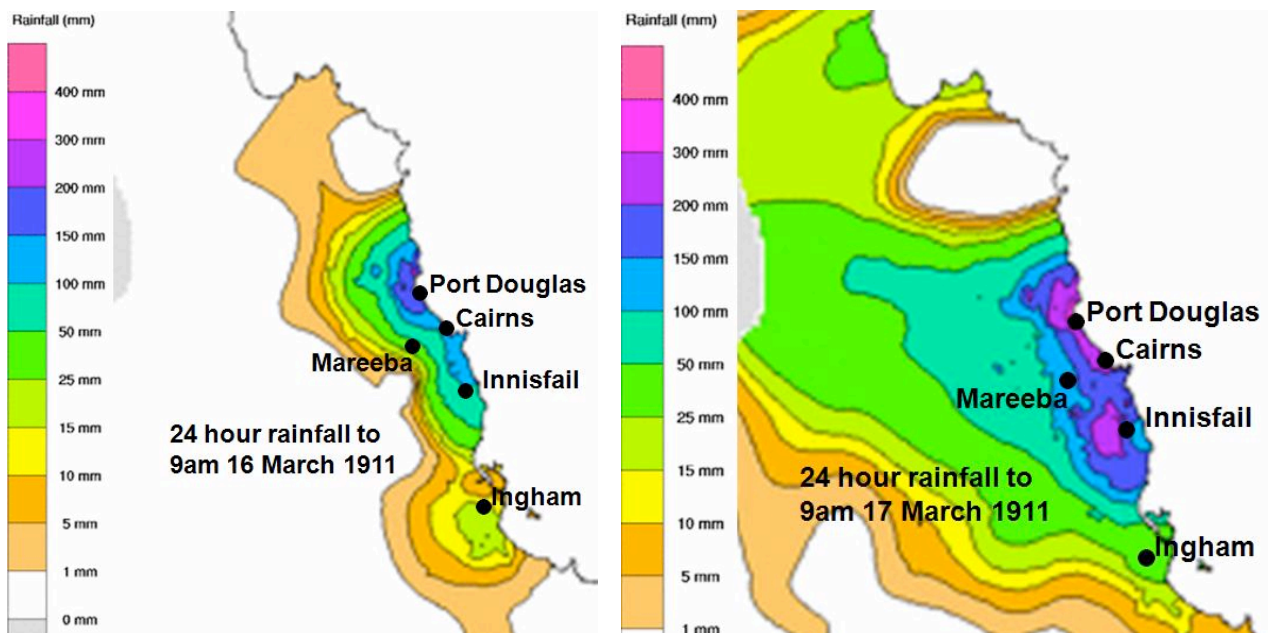 Rainfall (mm)
400 mm
300 mm
200 mm
150 mm
100 mm
50 mm
25 mm
15 mm
10 mm
5 mm
1 mm
0 mm
Port Douglas
Cairns
Mareeba
Innisfail
24 hour rainfall to
9am 16 March 1911
Ingham
Rainfall (mm)
400 mm
300 mm
200 mm
150 mm
100 mm
50 mm
25 mm
15 mm
10 mm
5 mm
1 mm
Port Douglas
Cairns
Mareeba
Innisfail
24 hour rainfall to
9am 17 March 1911
Ingham